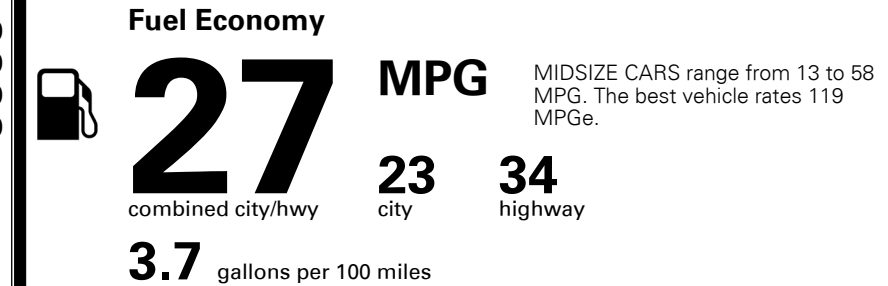 Fuel Economy
27 MPG
MIDSIZE CARS range from 13 to 58
MPG. The best vehicle rates 119
MPGe.
combined city/hwy
23
city
34
highway
3.7 gallons per 100 miles